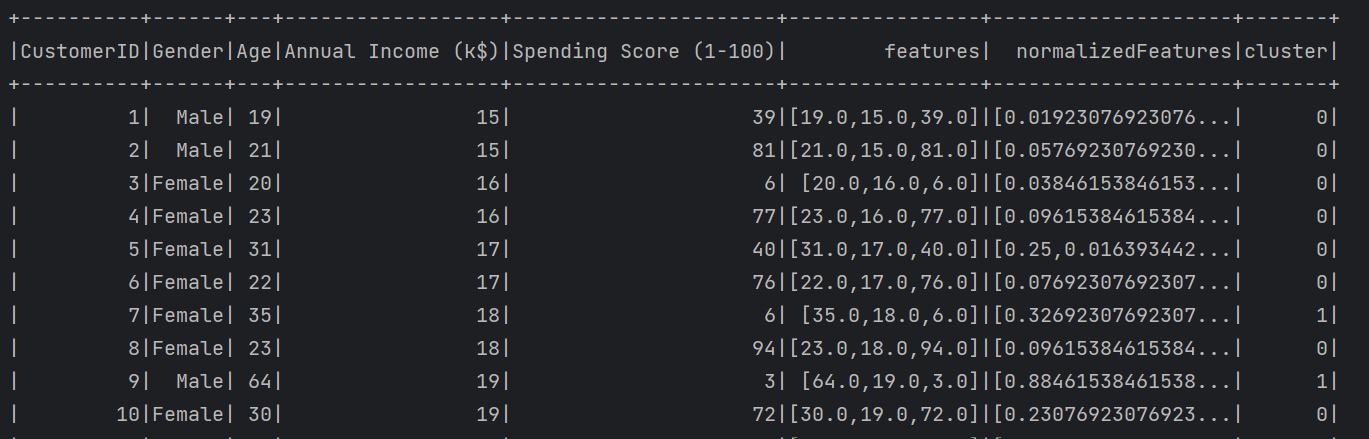 +----------+------+---+------------------+----------------------+----------------+--------------------+-------+
|CustomerID|Gender|Age|Annual Income (k$)|Spending Score (1-100)|        features|  normalizedFeatures|cluster|
+----------+------+---+------------------+----------------------+----------------+--------------------+-------+
|         1|  Male| 19|                15|                    39|[19.0,15.0,39.0]|[0.01923076923076...|      0|
|         2|  Male| 21|                15|                    81|[21.0,15.0,81.0]|[0.05769230769230...|      0|
|         3|Female| 20|                16|                     6| [20.0,16.0,6.0]|[0.03846153846153...|      0|
|         4|Female| 23|                16|                    77|[23.0,16.0,77.0]|[0.09615384615384...|      0|
|         5|Female| 31|                17|                    40|[31.0,17.0,40.0]|[0.25,0.016393442...|      0|
|         6|Female| 22|                17|                    76|[22.0,17.0,76.0]|[0.07692307692307...|      0|
|         7|Female| 35|                18|                     6| [35.0,18.0,6.0]|[0.32692307692307...|      1|
|         8|Female| 23|                18|                    94|[23.0,18.0,94.0]|[0.09615384615384...|      0|
|         9|  Male| 64|                19|                     3| [64.0,19.0,3.0]|[0.88461538461538...|      1|
|        10|Female| 30|                19|                    72|[30.0,19.0,72.0]|[0.23076923076923...|      0|